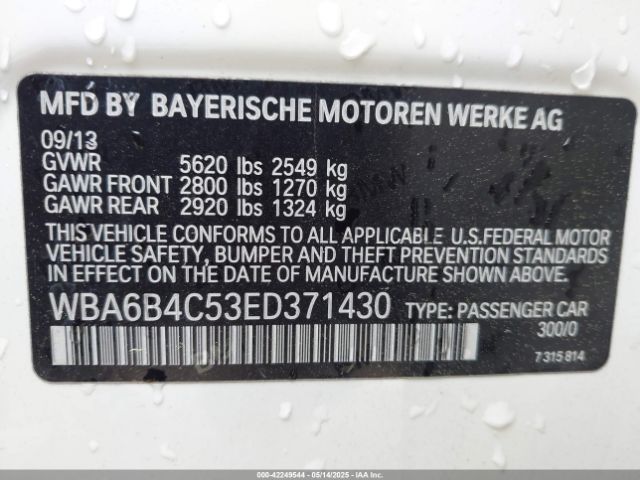 MFD BY BAYERISCHE MOTOREN WERKE AG
09/13
GVWR 5620 lbs 2549 kg
GAWR FRONT 2800 lbs 1270 kg
GAWR REAR 2920 lbs 1324 kg
THIS VEHICLE CONFORMS TO ALL APPLICABLE U.S.FEDERAL MOTOR
VEHICLE SAFETY, BUMPER AND THEFT PREVENTION STANDARDS
IN EFFECT ON THE DATE OF MANUFACTURE SHOWN ABOVE.
WBA6B4C53ED371430 TYPE: PASSENGER CAR
300/0
7 315 814
000-42249544 - 05/14/2025 - IAAHOLDINGS, LLC. COPYRIGHT